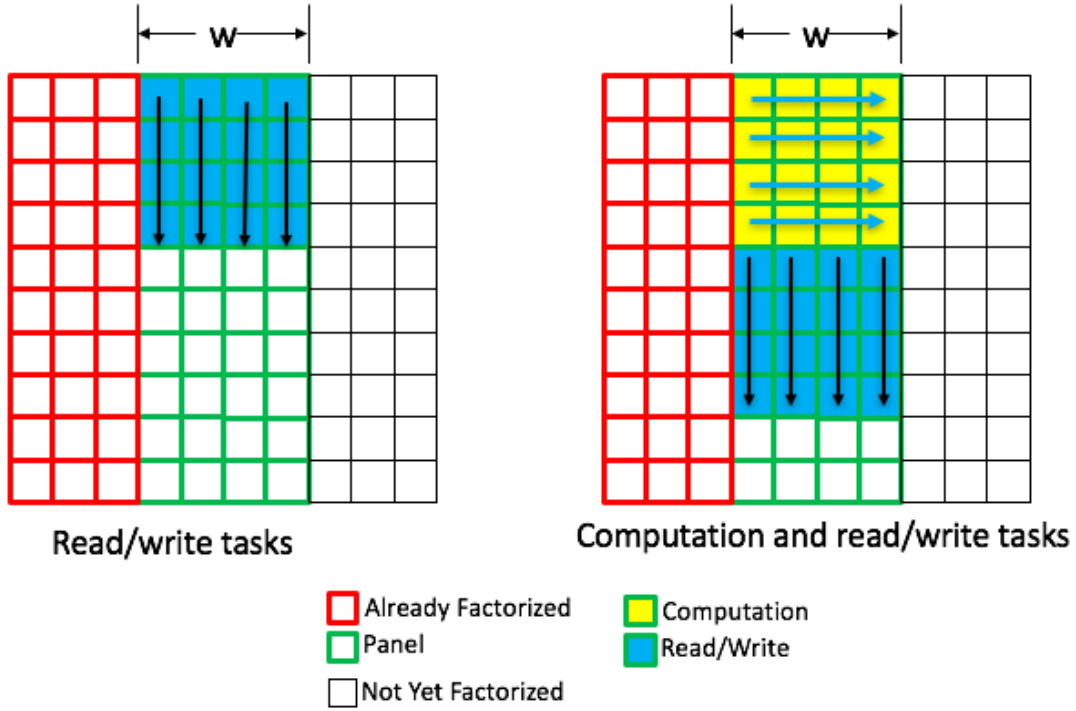 W
W
Read/write tasks
Computation and read/write tasks
Already Factorized
Computation
Panel
Read/Write
Not Yet Factorized